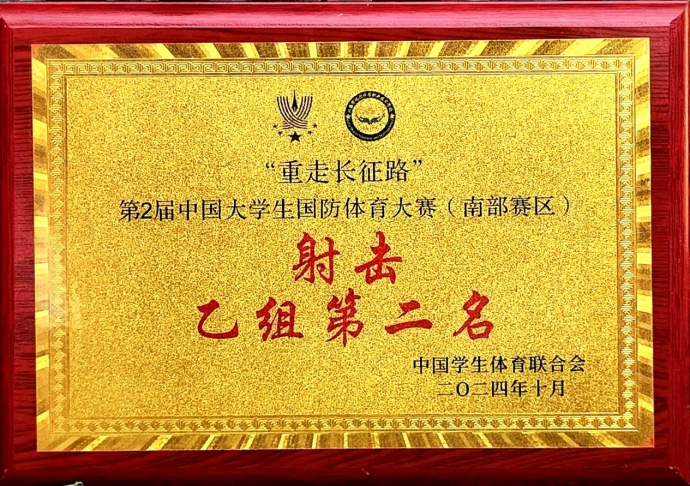 “重走长征路”
第2届中国大学生国防体育大赛（南部赛区）
射击
乙组第二名
中国学生体育联合会
二〇二四年十月